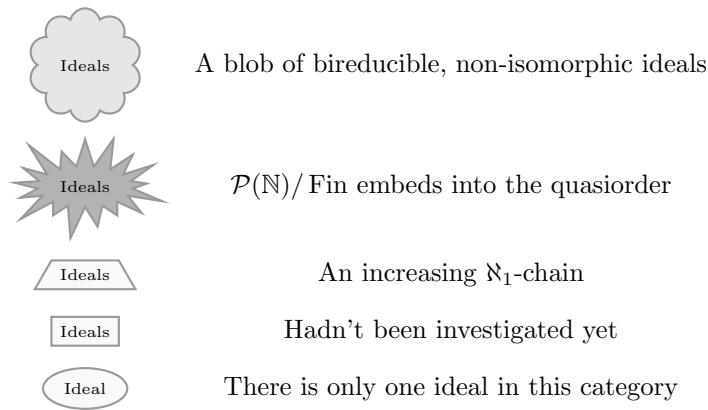 Ideals A blob of bireducible, non-isomorphic ideals
Ideals 𝒫(ℕ)/ Fin embeds into the quasiorder
Ideals An increasing ℵ₁-chain
Ideals Hadn't been investigated yet
Ideal There is only one ideal in this category